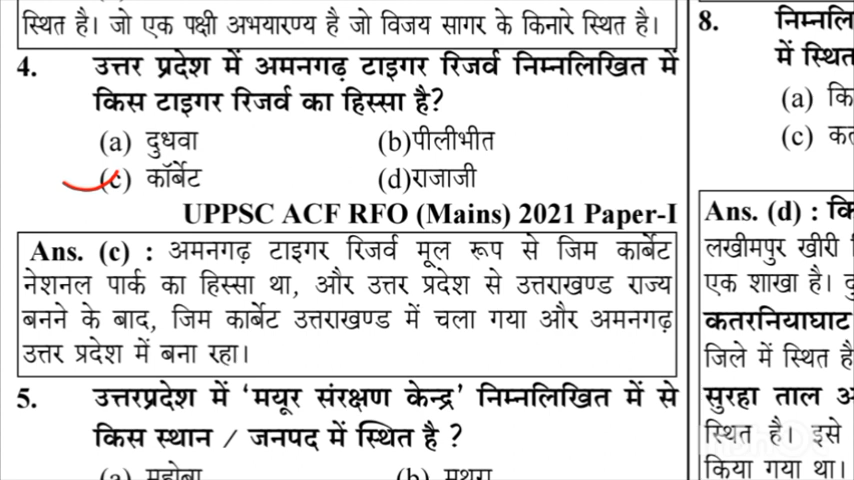 स्थित है। जो एक पक्षी अभयारण्य है जो विजय सागर के किनारे स्थित है।
4. उत्तर प्रदेश में अमनगढ़ टाइगर रिजर्व निम्नलिखित में
किस टाइगर रिजर्व का हिस्सा है?
(a) दुधवा (b)पीलीभीत
(c) कॉर्बेट (d)राजाजी
UPPSC ACF RFO (Mains) 2021 Paper-I
Ans. (c) : अमनगढ़ टाइगर रिजर्व मूल रूप से जिम कार्बेट
नेशनल पार्क का हिस्सा था, और उत्तर प्रदेश से उत्तराखण्ड राज्य
बनने के बाद, जिम कार्बेट उत्तराखण्ड में चला गया और अमनगढ़
उत्तर प्रदेश में बना रहा।
5. उत्तरप्रदेश में ‘मयूर संरक्षण केन्द्र’ निम्नलिखित में से
किस स्थान / जनपद में स्थित है ?
(a) महोबा (b) मथुरा
8. निम्नलि
में स्थित
(a) कि
(c) कत
Ans. (d) : कि
लखीमपुर खीरी
एक शाखा है।
कतरनियाघाट
जिले में स्थित है
सुरहा ताल
स्थित है। इसे
किया गया था।